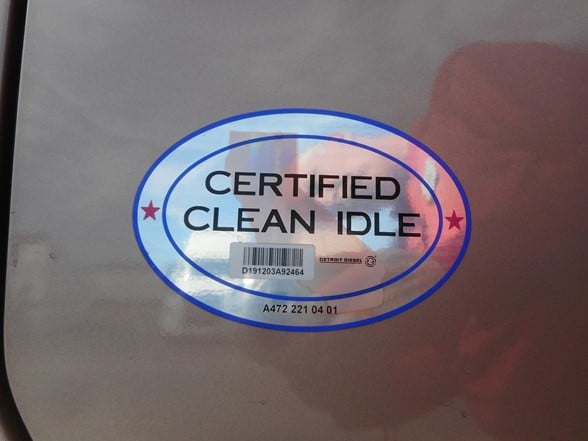 CERTIFIED
CLEAN IDLE
DETROIT DIESEL
D191203A92464
A472 221 04 01